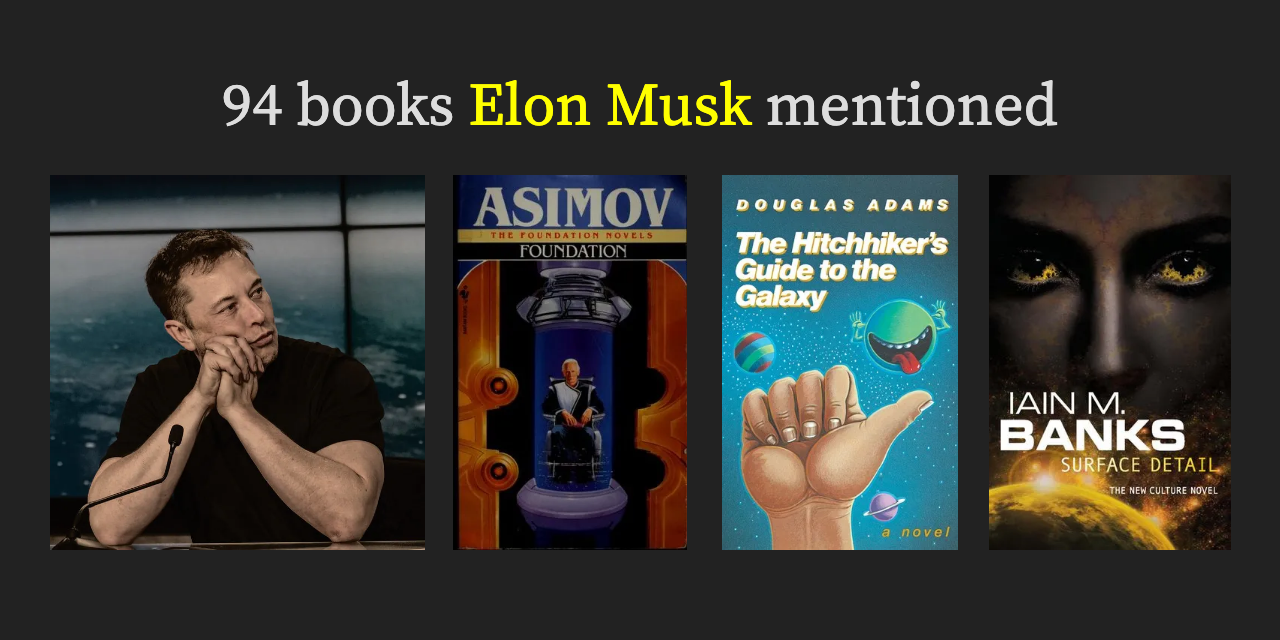 94 books Elon Musk mentioned
ASIMOV
THE FOUNDATION NOVELS
FOUNDATION
DOUGLAS ADAMS
The Hitchhiker's
Guide to the
Galaxy
a novel
IAIN M.
BANKS
SURFACE DETAIL
THE NEW CULTURE NOVEL